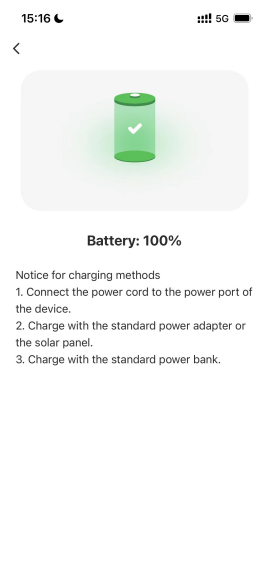 15:16
5G
Battery: 100%
Notice for charging methods
1. Connect the power cord to the power port of
the device.
2. Charge with the standard power adapter or
the solar panel.
3. Charge with the standard power bank.